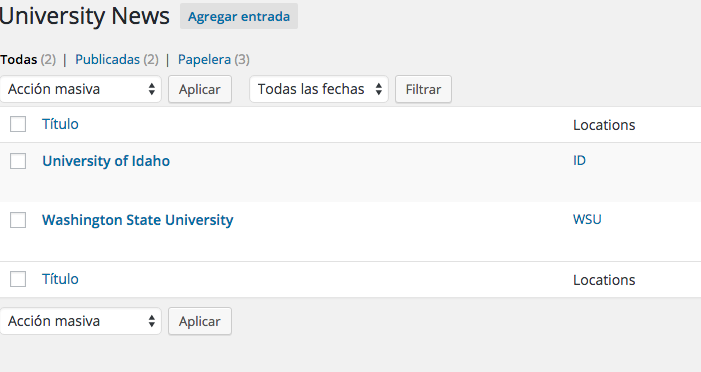 University News Agregar entrada
Todas (2) | Publicadas (2) | Papelera (3)
Acción masiva Aplicar Todas las fechas Filtrar
Título Locations
University of Idaho ID
Washington State University WSU
Título Locations
Acción masiva Aplicar